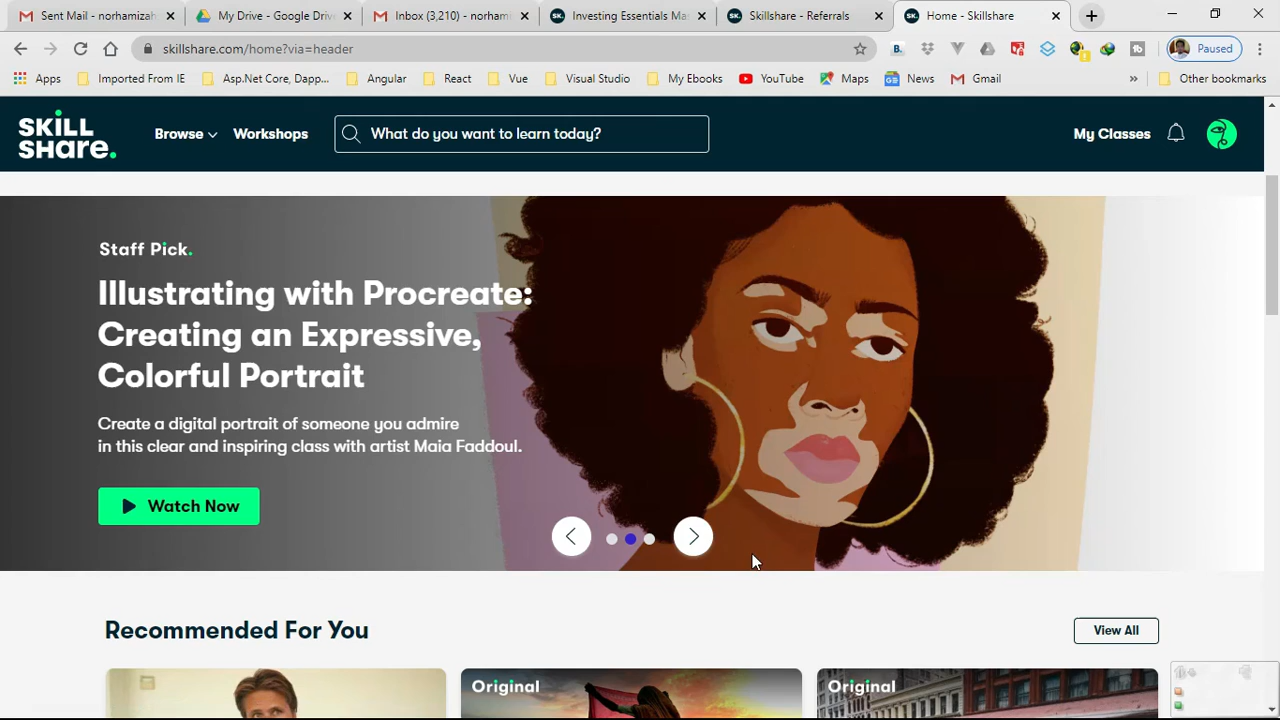 Sent Mail - norhamizah
My Drive - Google Driv
Inbox (3,210) - norham
Investing Essentials Ma
Skillshare - Referrals
Home - Skillshare
skillshare.com/home?via=header
Paused
Apps
Imported From IE
Asp.Net Core, Dapp...
Angular
React
Vue
Visual Studio
My Ebook
YouTube
Maps
News
Gmail
Other bookmarks
SKILL
SHare.
Browse
Workshops
What do you want to learn today?
My Classes
Staff Pick.
Illustrating with Procreate:
Creating an Expressive,
Colorful Portrait
Create a digital portrait of someone you admire
in this clear and inspiring class with artist Maia Faddoul.
Watch Now
Recommended For You
View All
Original
Original